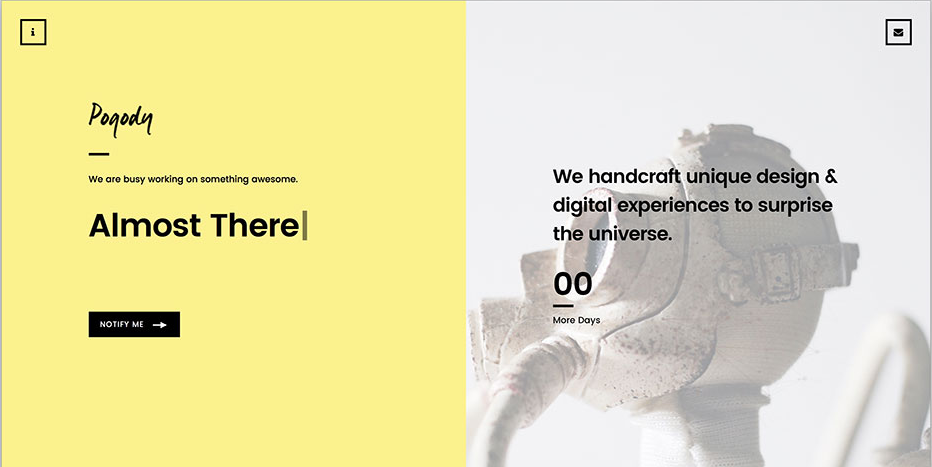 Pogody
We are busy working on something awesome.
Almost There
NOTIFY ME
We handcraft unique design &
digital experiences to surprise
the universe.
00
More Days